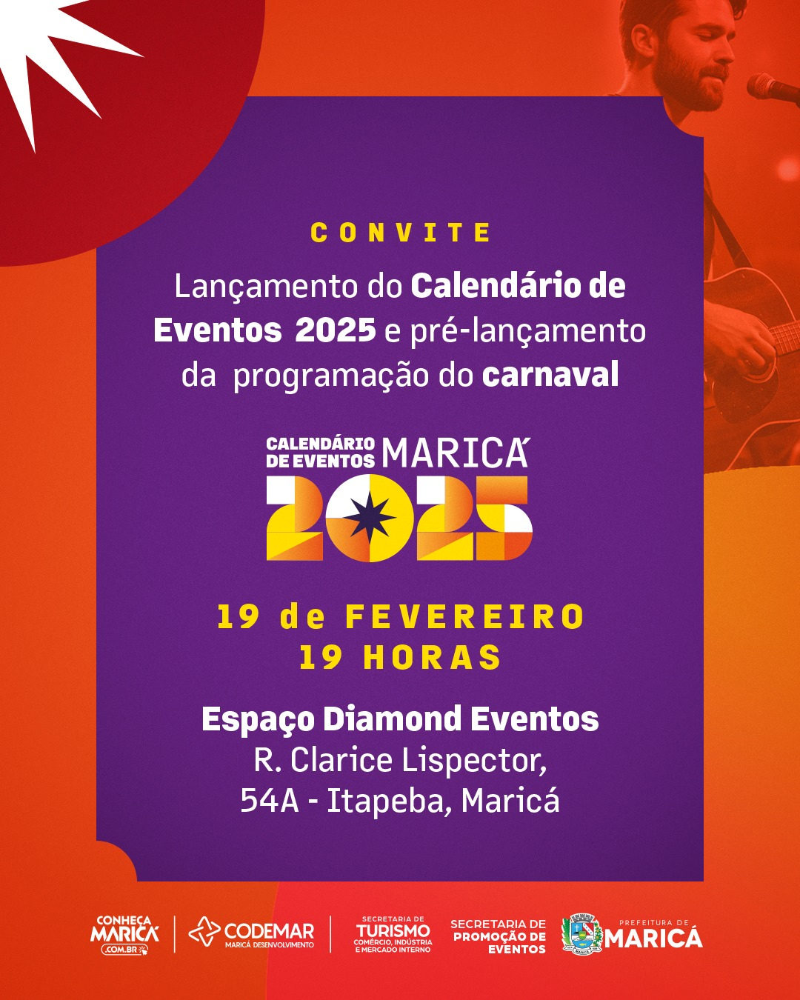 CONVITE
Lançamento do Calendário de
Eventos 2025 e pré-lançamento
da programação do carnaval
CALENDÁRIO
DE EVENTOS
MARICÁ
2025
19 de FEVEREIRO
19 HORAS
Espaço Diamond Eventos
R. Clarice Lispector,
54A - Itapeba, Maricá
CONHEÇA
MARICÁ
.COM.BR
CODEMAR
MARICÁ DESENVOLVIMENTO
SECRETARIA DE
TURISMO
COMÉRCIO, INDÚSTRIA
E MERCADO INTERNO
SECRETARIA DE
PROMOÇÃO DE
EVENTOS
PREFEITURA DE
MARICÁ